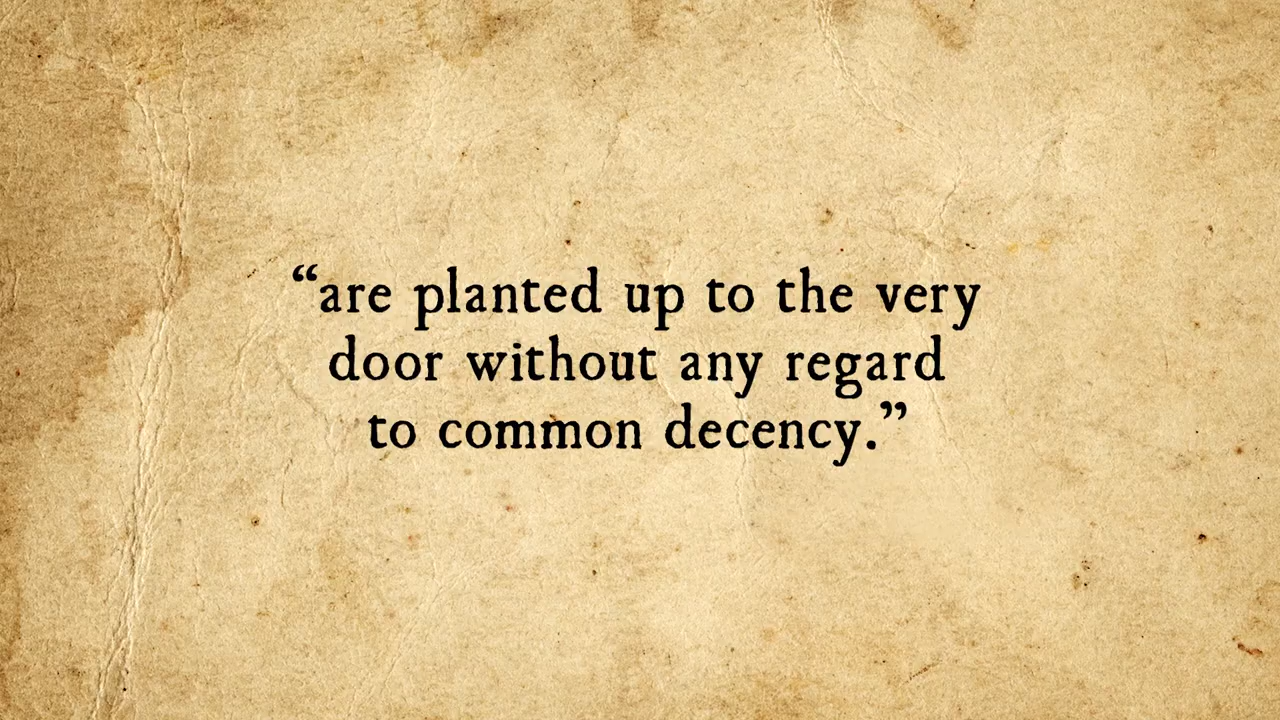 “are planted up to the very
door without any regard
to common decency.”